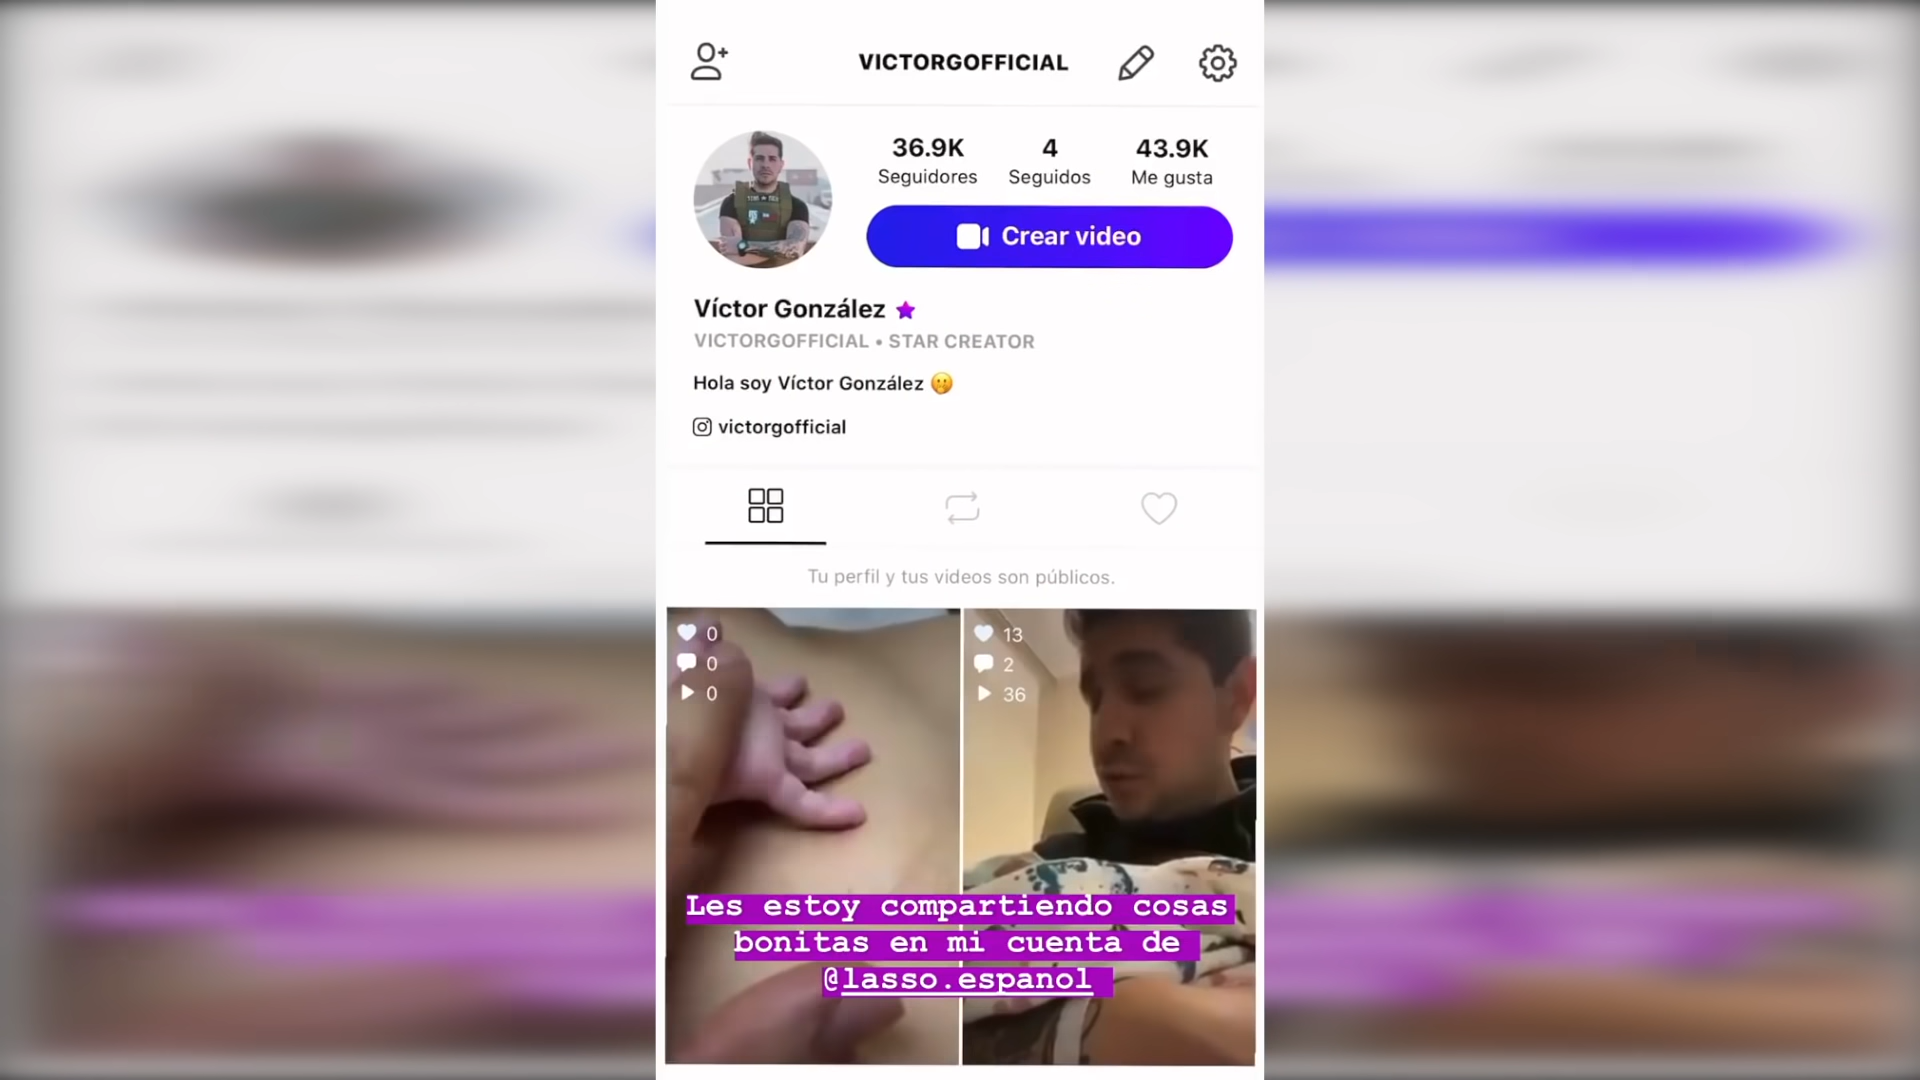 VICTORGOFFICIAL
36.9K 4 43.9K
Seguidores Seguidos Me gusta
Crear video
Víctor González
VICTORGOFFICIAL • STAR CREATOR
Hola soy Víctor González 🤭
victorgofficial
Tu perfil y tus videos son públicos.
0
0
0
13
2
36
Les estoy compartiendo cosas
bonitas en mi cuenta de
@lasso.espanol